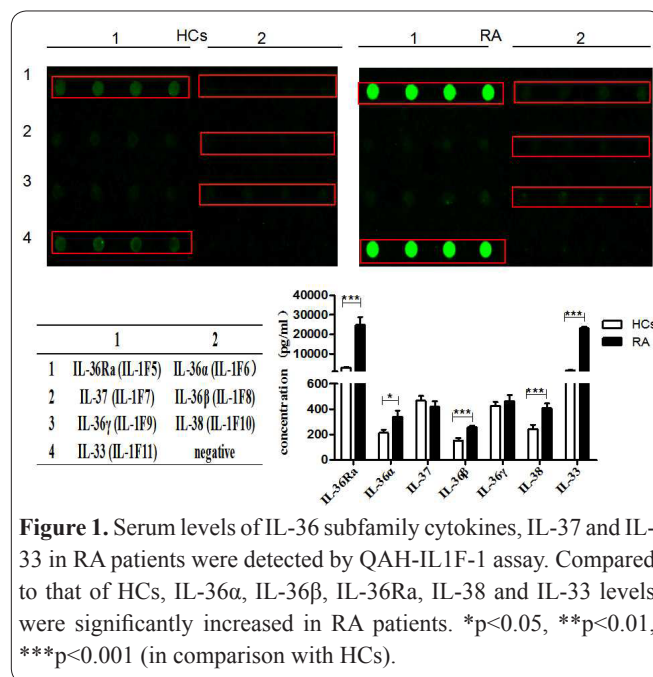 HCs
1 2
RA
1 2
1
2
3
4
1 2
1 IL-36Ra (IL-1F5) IL-36α (IL-1F6)
2 IL-37 (IL-1F7) IL-36β (IL-1F8)
3 IL-36γ (IL-1F9) IL-38 (IL-1F10)
4 IL-33 (IL-1F11) negative
concentration (pg/ml)
40000
30000
20000
10000
600
400
200
0
***
*
***
***
***
HCs
RA
IL-36Ra
IL-36α
IL-37
IL-36β
IL-36γ
IL-38
IL-33
Figure 1. Serum levels of IL-36 subfamily cytokines, IL-37 and IL-
33 in RA patients were detected by QAH-IL1F-1 assay. Compared
to that of HCs, IL-36α, IL-36β, IL-36Ra, IL-38 and IL-33 levels
were significantly increased in RA patients. *p<0.05, **p<0.01,
***p<0.001 (in comparison with HCs).